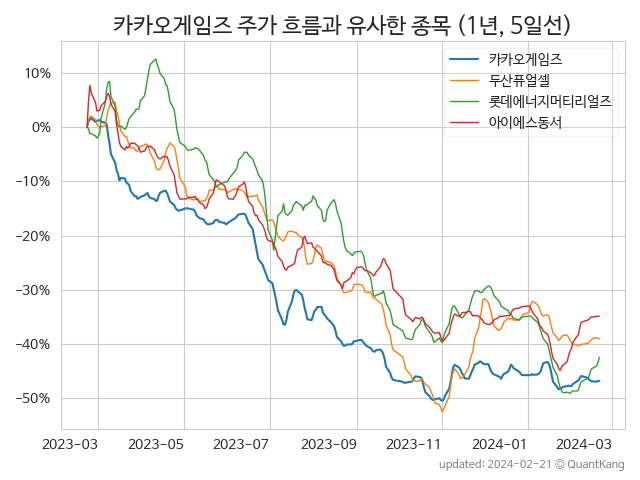 카카오게임즈 주가 흐름과 유사한 종목 (1년, 5일선)
카카오게임즈
두산퓨얼셀
롯데에너지머티리얼즈
아이에스동서
10%
0%
−10%
−20%
−30%
−40%
−50%
2023-03 2023-05 2023-07 2023-09 2023-11 2024-01 2024-03
updated: 2024-02-21 © QuantKang